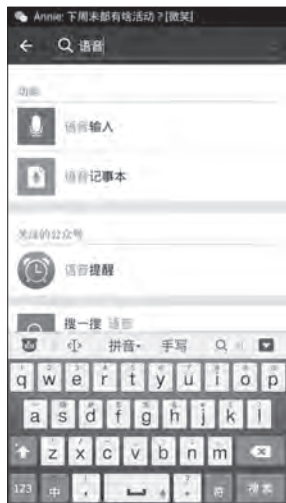 Annie: 下周末都有啥活动？[微笑]
语音
功能
语音输入
语音记事本
关注的公众号
语音提醒
搜一搜 语音
拼音 手写
q w e r t y u i o p
a s d f g h j k l
z x c v b n m
123 中 ， 。 符 搜索